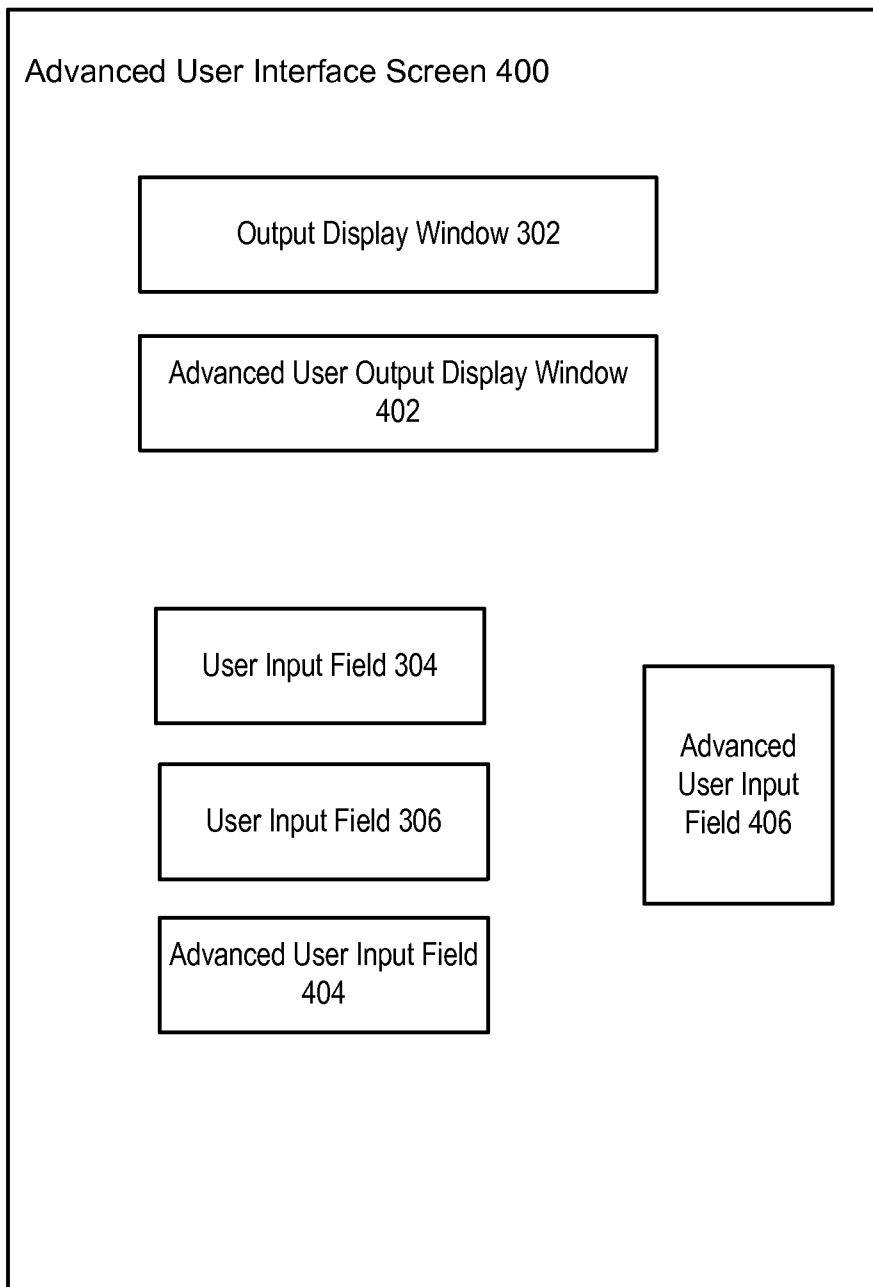 Advanced User Interface Screen 400
Output Display Window 302
Advanced User Output Display Window
402
User Input Field 304
User Input Field 306
Advanced User Input Field
404
Advanced
User Input
Field 406